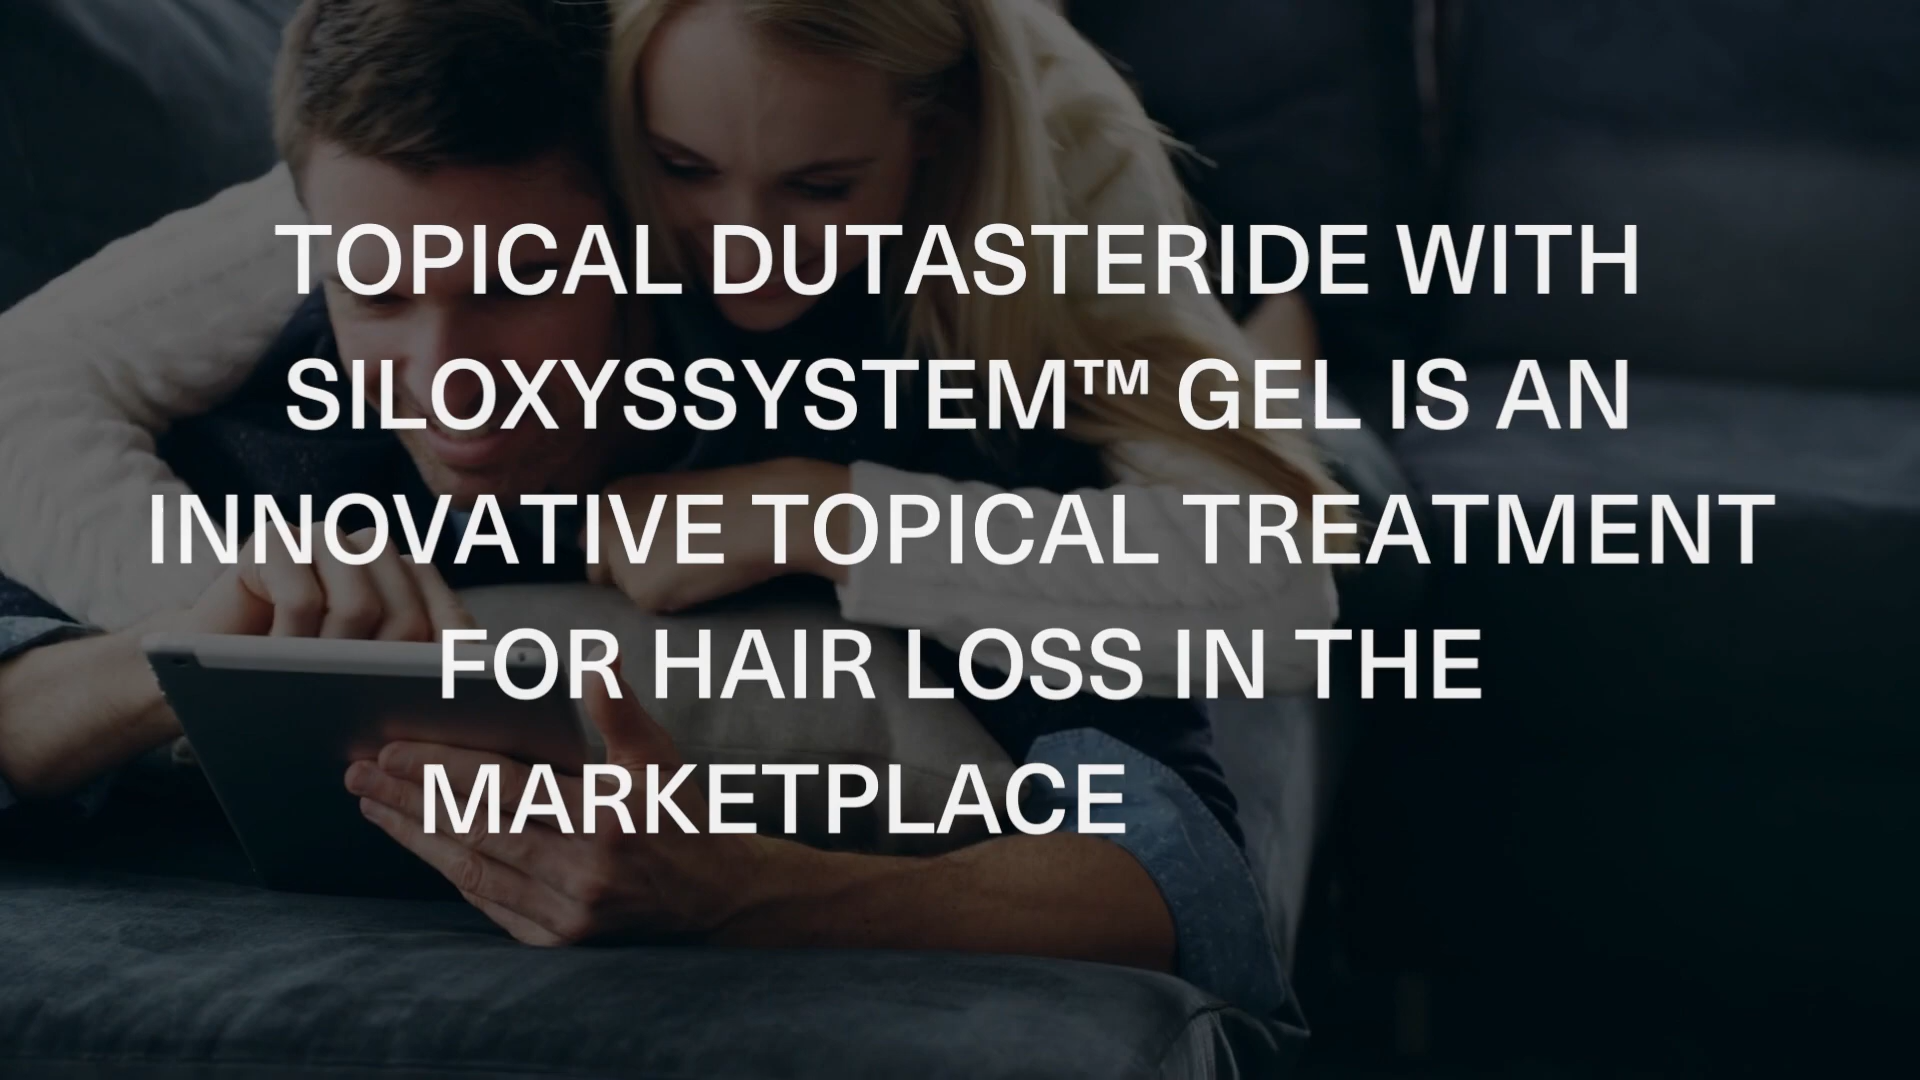 TOPICAL DUTASTERIDE WITH
SILOXYSSYSTEM™ GEL IS AN
INNOVATIVE TOPICAL TREATMENT
FOR HAIR LOSS IN THE
MARKETPLACE